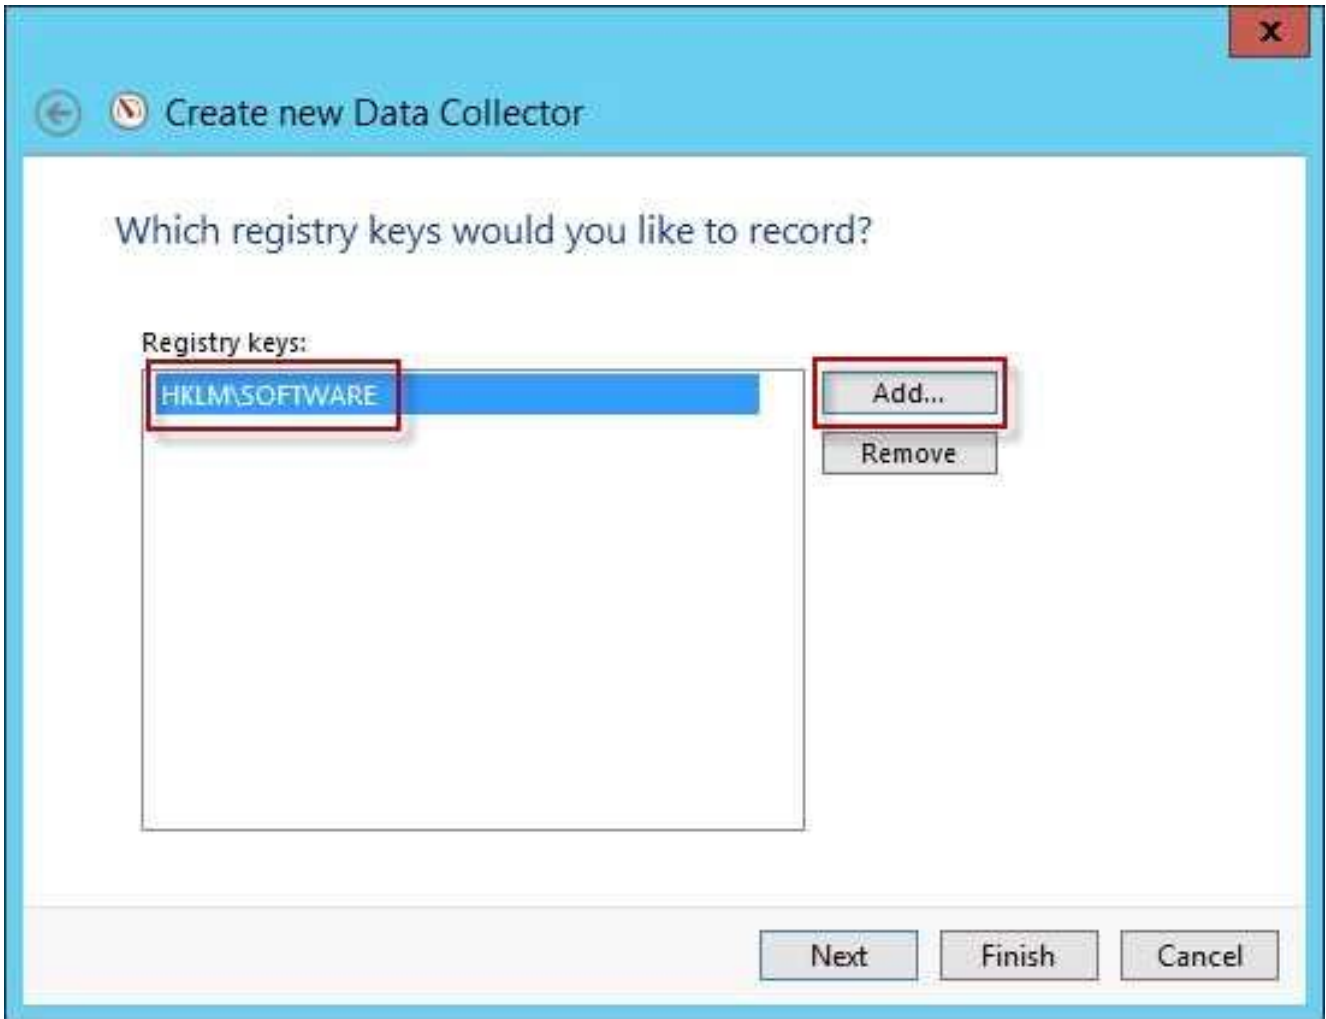 x
Create new Data Collector
Which registry keys would you like to record?
Registry keys:
HKLM\SOFTWARE
Add...
Remove
Next
Finish
Cancel